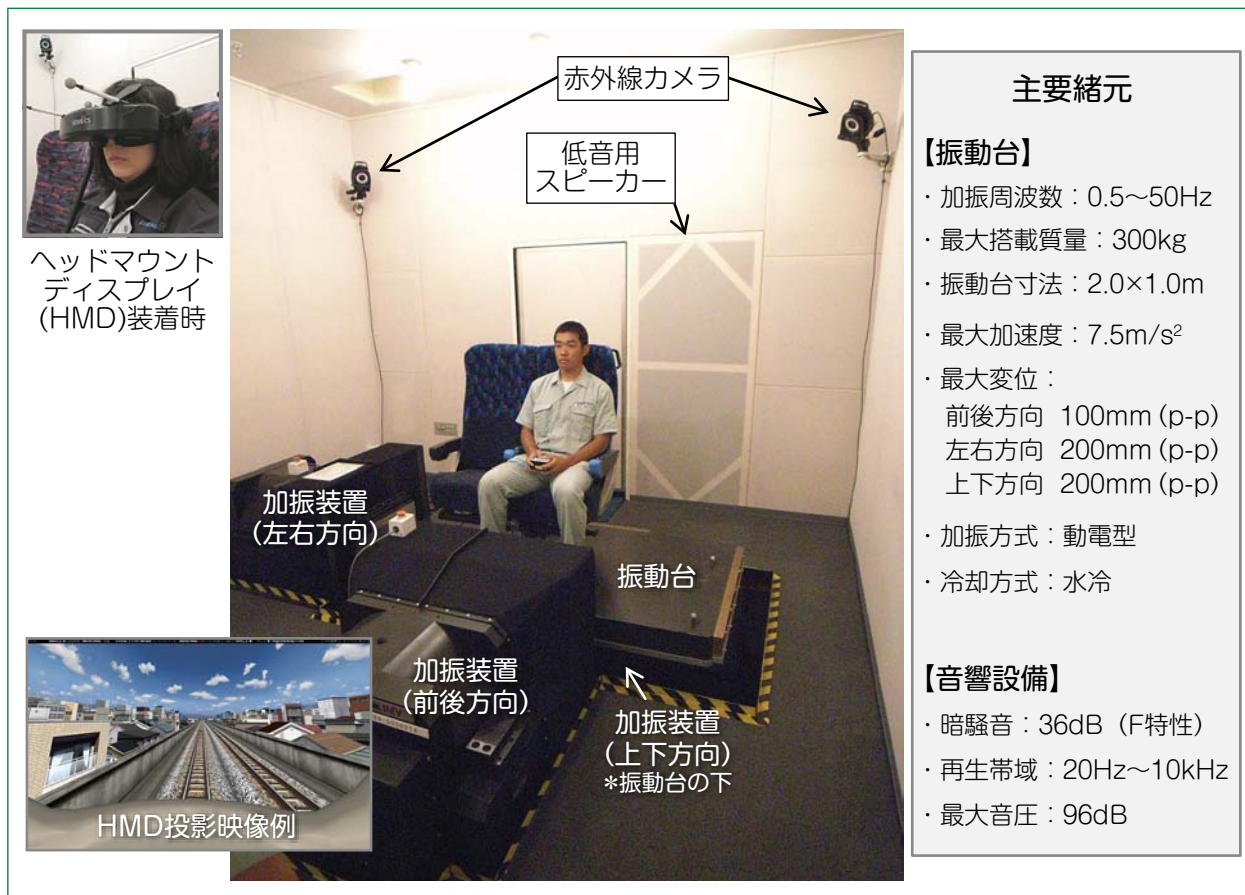 赤外線カメラ
低音用
スピーカー
ヘッドマウント
ディスプレイ
(HMD)装着時
加振装置
(左右方向)
振動台
加振装置
(前後方向)
加振装置
(上下方向)
*振動台の下
HMD投影映像例
主要緒元
【振動台】
・加振周波数：0.5～50Hz
・最大搭載質量：300kg
・振動台寸法：2.0×1.0m
・最大加速度：7.5m/s²
・最大変位：
前後方向 100mm (p-p)
左右方向 200mm (p-p)
上下方向 200mm (p-p)
・加振方式：動電型
・冷却方式：水冷
【音響設備】
・暗騒音：36dB（F特性）
・再生帯域：20Hz～10kHz
・最大音圧：96dB